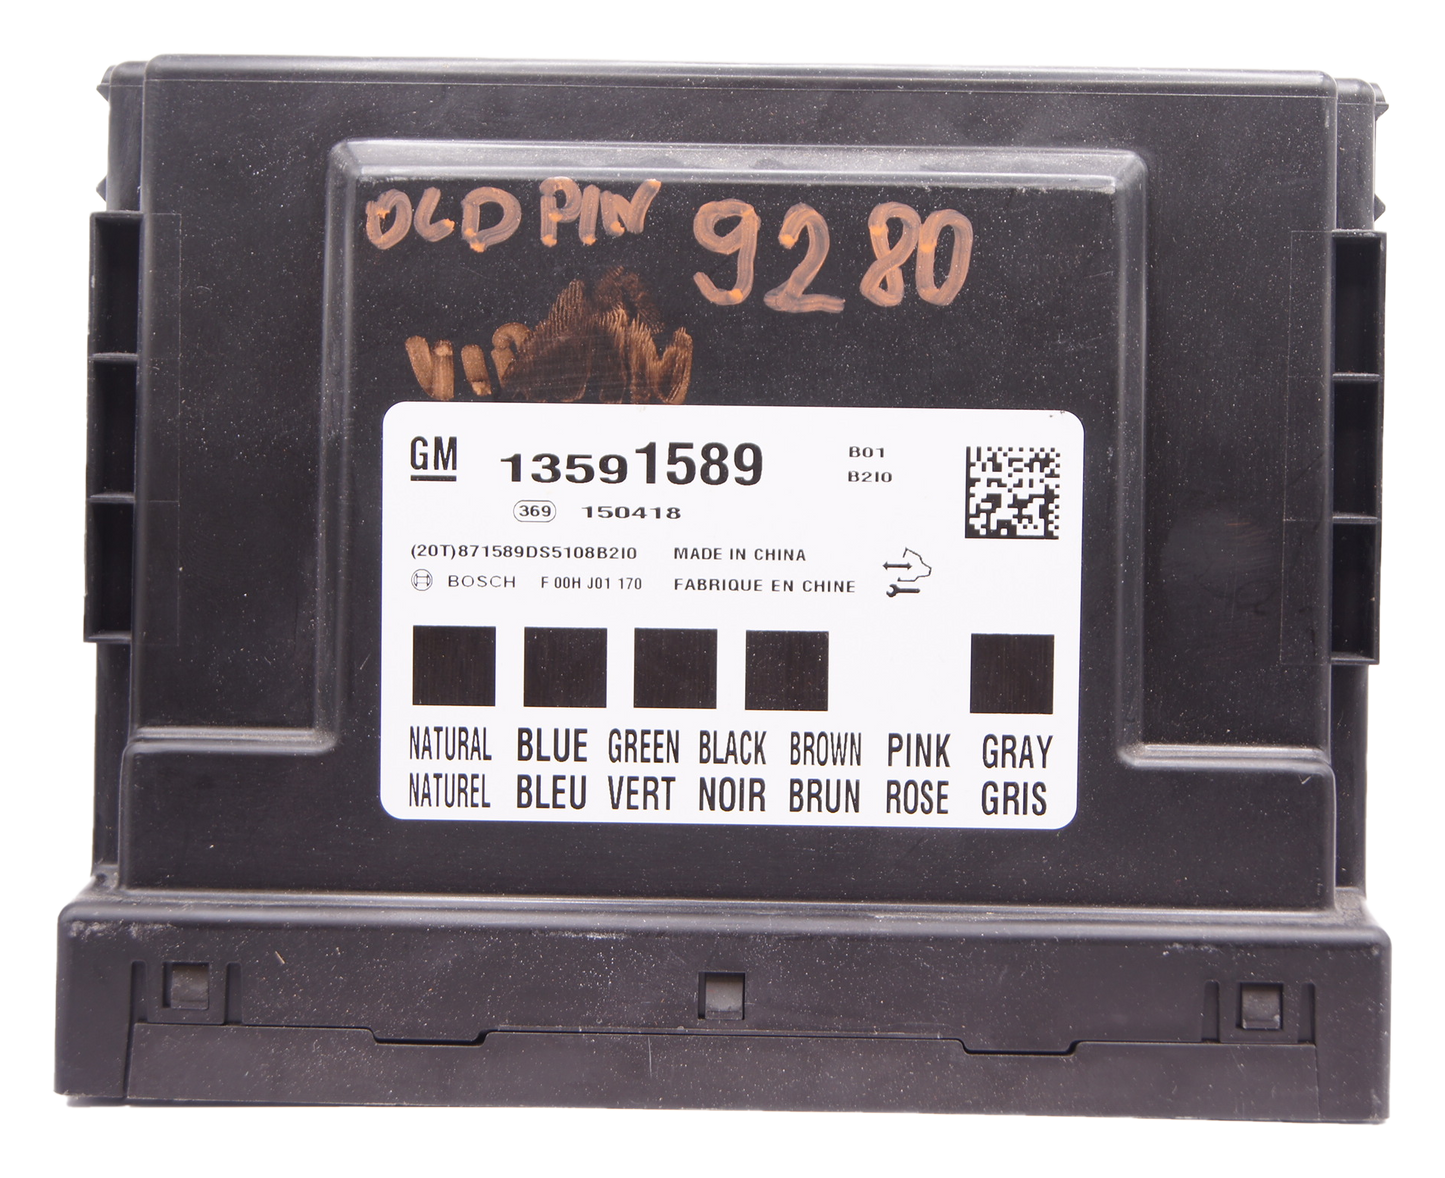 OLD PIN 9280
GM 13591589 B01
B2I0
369 150418
(20T)871589DS5108B2I0 MADE IN CHINA
BOSCH F 00H J01 170 FABRIQUE EN CHINE
NATURAL BLUE GREEN BLACK BROWN PINK GRAY
NATUREL BLEU VERT NOIR BRUN ROSE GRIS